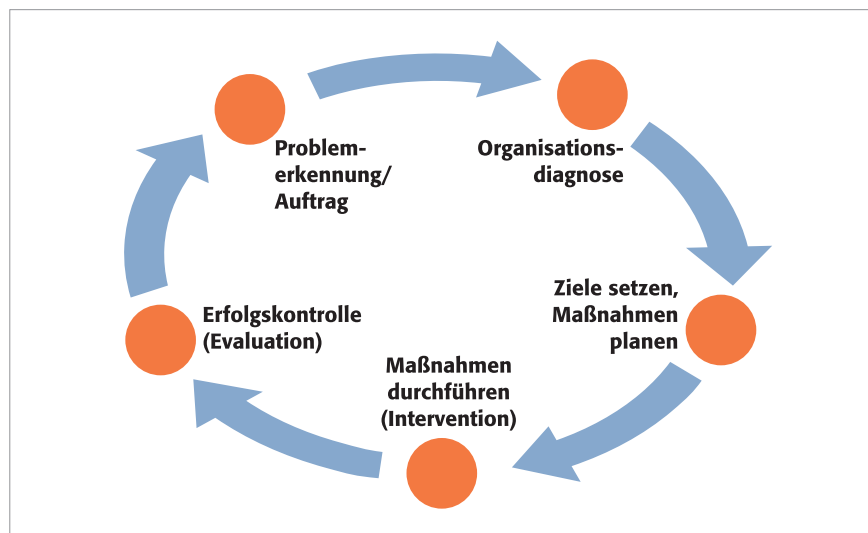 Problem-
erkennung/
Auftrag
Organisations-
diagnose
Ziele setzen,
Maßnahmen
planen
Maßnahmen
durchführen
(Intervention)
Erfolgskontrolle
(Evaluation)